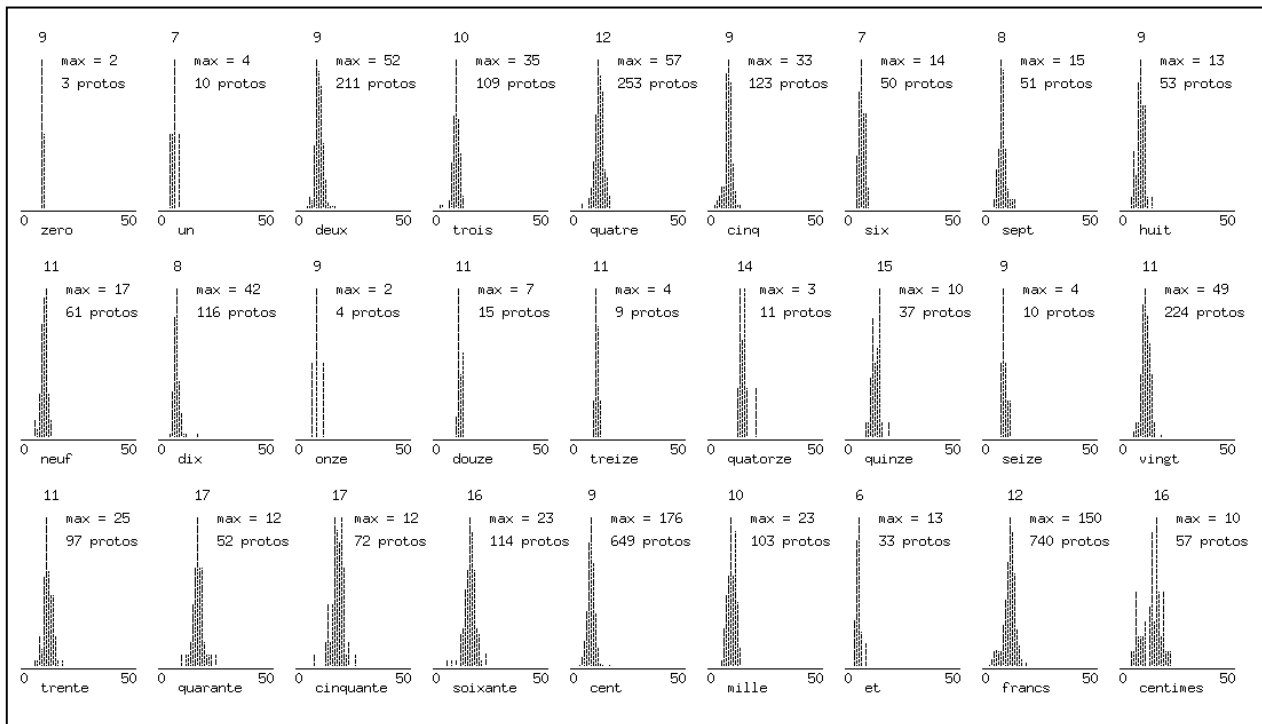 9 7 9 10 12 9 7 8 9
max = 2 max = 4 max = 52 max = 35 max = 57 max = 33 max = 14 max = 15 max = 13
3 protos 10 protos 211 protos 109 protos 253 protos 123 protos 50 protos 51 protos 53 protos
0 50 0 50 0 50 0 50 0 50 0 50 0 50 0 50 0 50
zero un deux trois quatre cinq six sept huit
11 8 9 11 11 14 15 9 11
max = 17 max = 42 max = 2 max = 7 max = 4 max = 3 max = 10 max = 4 max = 49
61 protos 116 protos 4 protos 15 protos 9 protos 11 protos 37 protos 10 protos 224 protos
0 50 0 50 0 50 0 50 0 50 0 50 0 50 0 50 0 50
neuf dix onze douze treize quatorze quinze seize vingt
11 17 17 16 9 10 6 12 16
max = 25 max = 12 max = 12 max = 23 max = 176 max = 23 max = 13 max = 150 max = 10
97 protos 52 protos 72 protos 114 protos 649 protos 103 protos 33 protos 740 protos 57 protos
0 50 0 50 0 50 0 50 0 50 0 50 0 50 0 50 0 50
trente quarante cinquante soixante cent mille et francs centimes